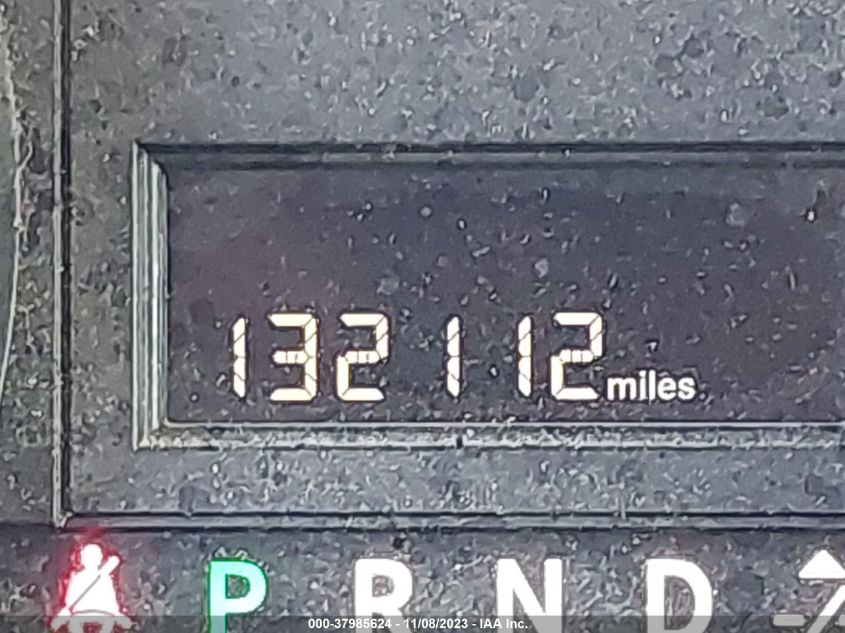 132112 miles
P R N D
000-37985624 - 11/08/2023 - IAA Inc.